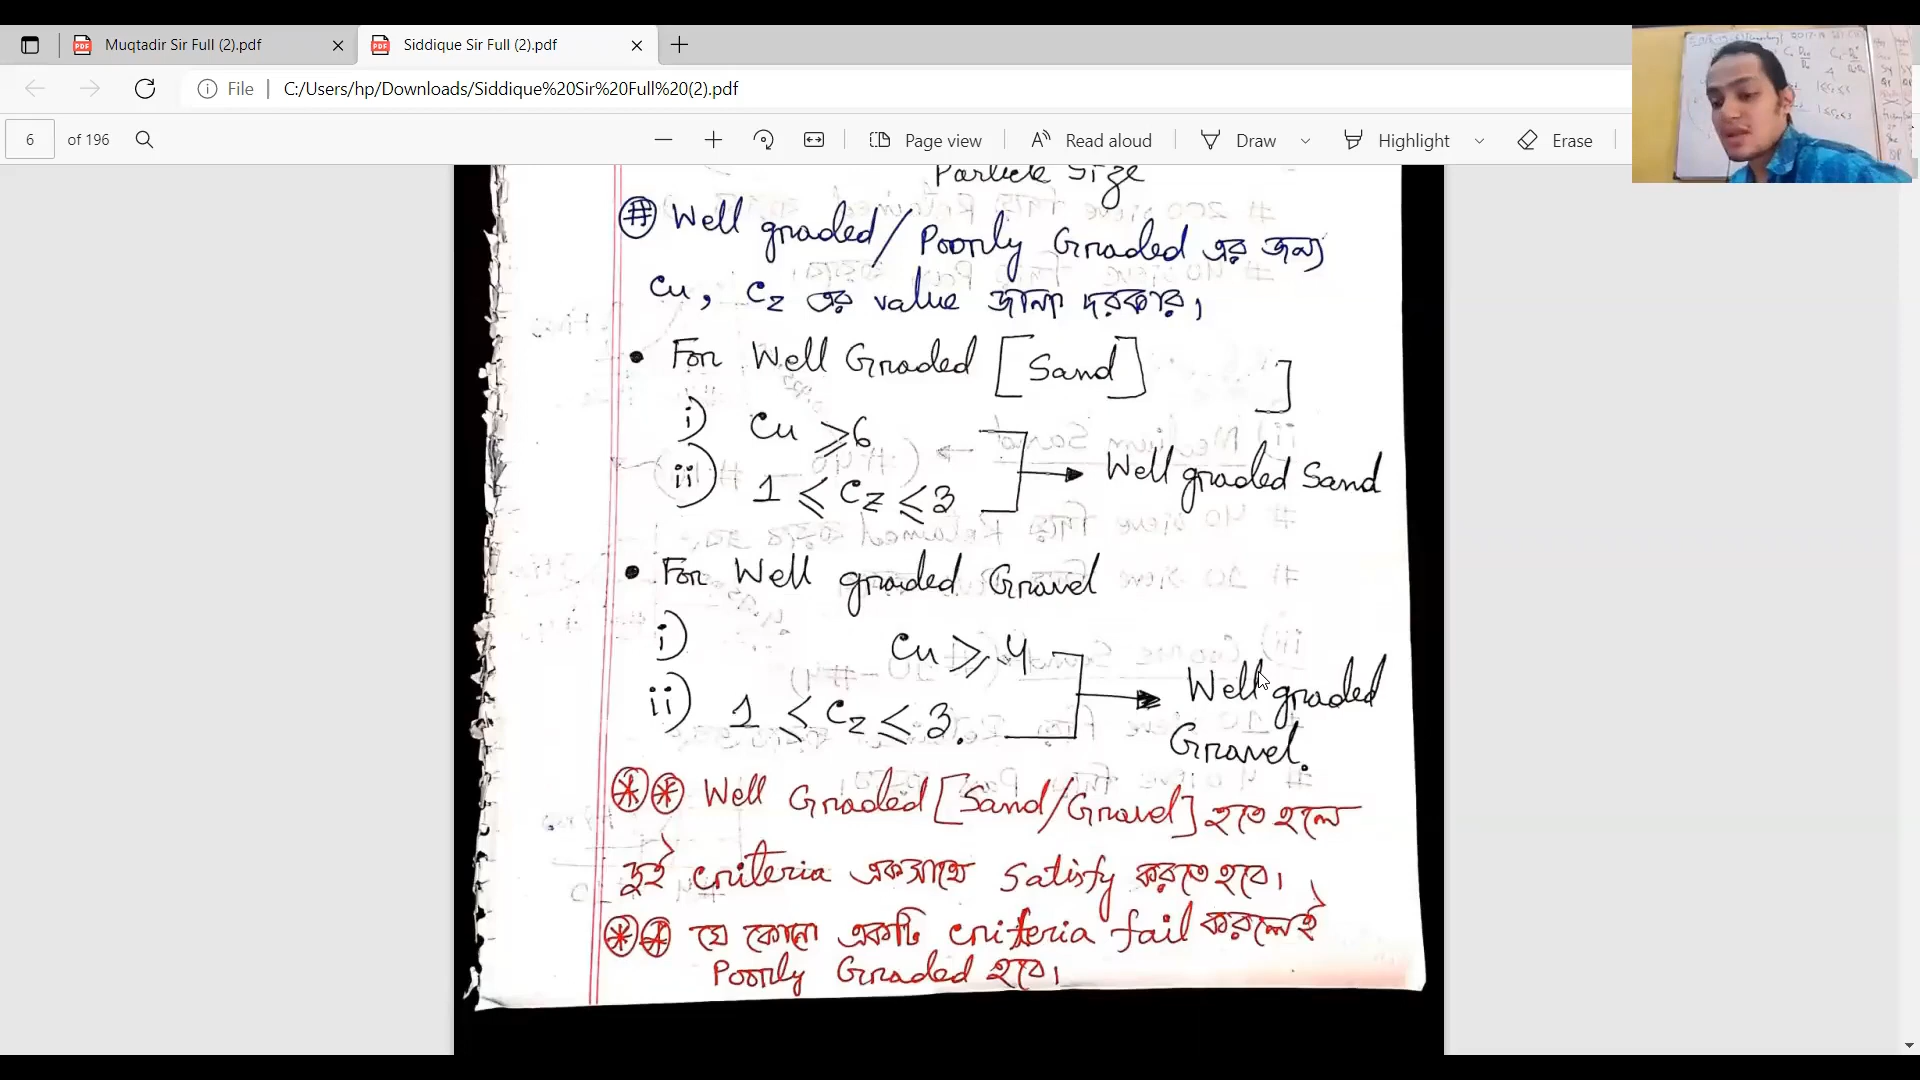 Muqtadir Sir Full (2).pdf
Siddique Sir Full (2).pdf
File
C:/Users/hp/Downloads/Siddique%20Sir%20Full%20(2).pdf
6 of 196
Page view
Read aloud
Draw
Highlight
Erase
Particle Size
# Well graded/Poorly Graded এর জন্য
Cu, Cz এর value জানা দরকার।
• For Well Graded [Sand] ]
i) Cu ⩾6
ii) 1 ⩽ Cz ⩽3
Well graded Sand
• For Well graded Gravel
i) Cu ⩾ 4
ii) 1 ⩽ Cz ⩽ 3.
Well graded
Gravel.
** Well Graded [Sand/Gravel] হতে হলে
দুই criteria একসাথে satisfy করতে হবে।
** যে কোনো একটি criteria fail করলেই
Poorly Graded হবে।